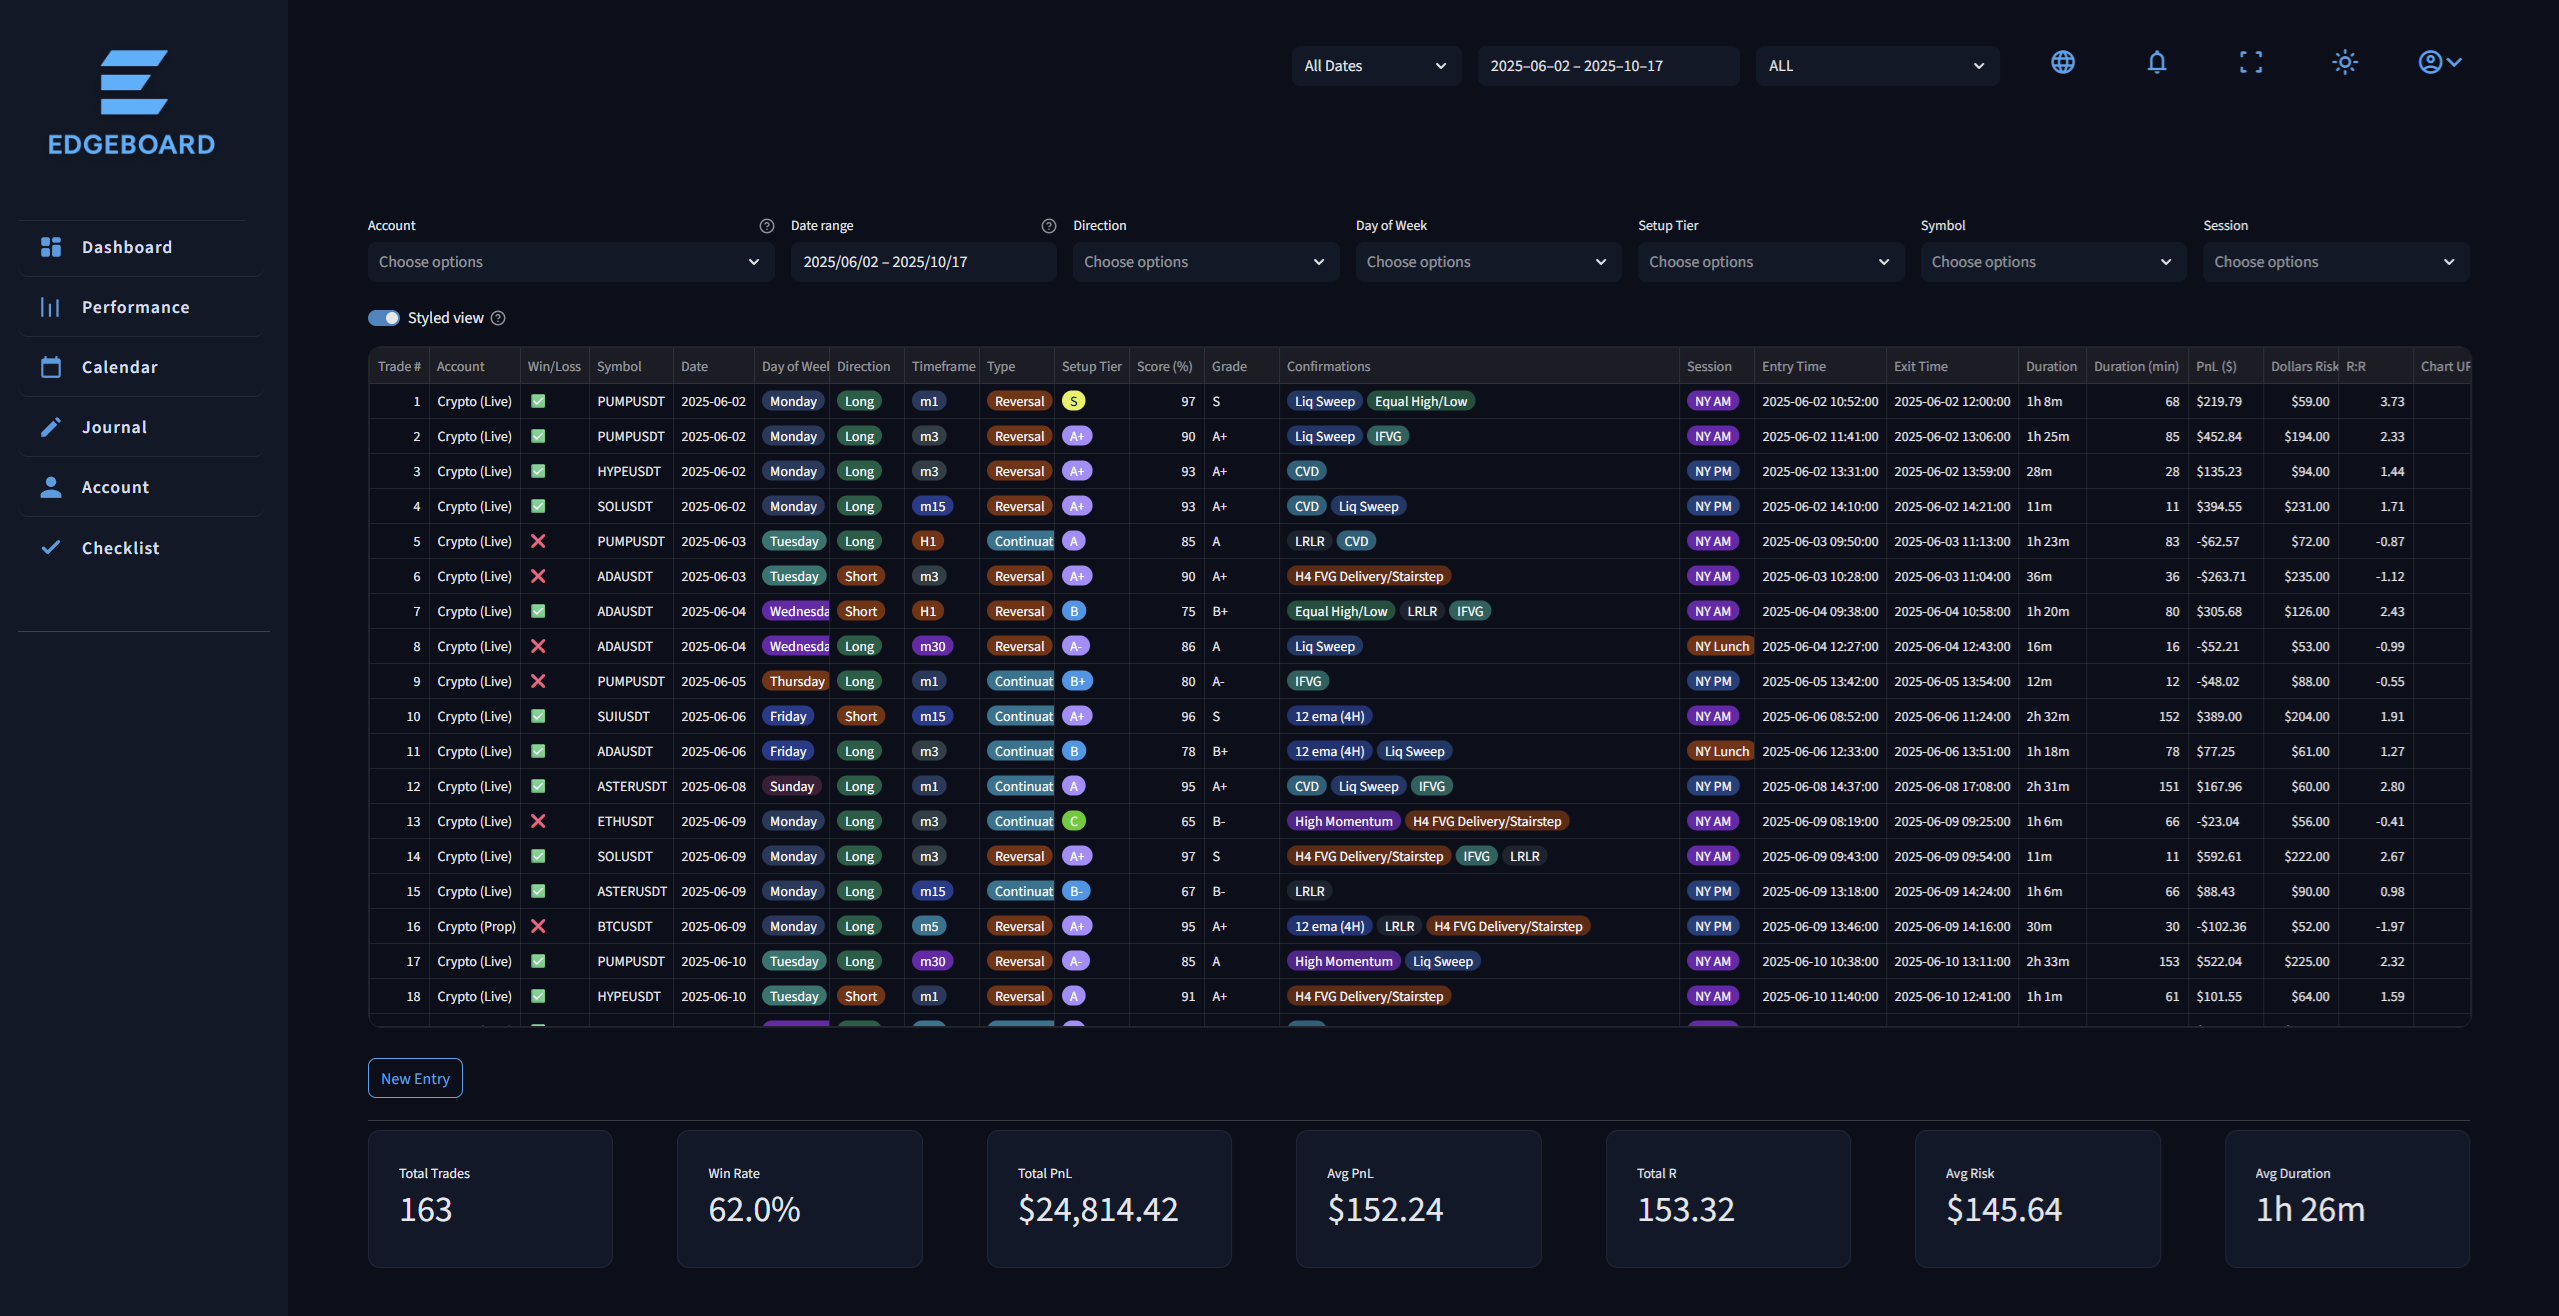 EDGEBOARD
Dashboard
Performance
Calendar
Journal
Account
Checklist
All Dates 2025–06–02 – 2025–10–17 ALL
Account Date range Direction Day of Week Setup Tier Symbol Session
Choose options 2025/06/02 – 2025/10/17 Choose options Choose options Choose options Choose options Choose options
Styled view
Trade # Account Win/Loss Symbol Date Day of Weel Direction Timeframe Type Setup Tier Score (%) Grade Confirmations Session Entry Time Exit Time Duration Duration (min) PnL ($) Dollars Risk R:R Chart UR
1 Crypto (Live) PUMPUSDT 2025-06-02 Monday Long m1 Reversal S 97 S Liq Sweep Equal High/Low NY AM 2025-06-02 10:52:00 2025-06-02 12:00:00 1h 8m 68 $219.79 $59.00 3.73
2 Crypto (Live) PUMPUSDT 2025-06-02 Monday Long m3 Reversal A+ 90 A+ Liq Sweep IFVG NY AM 2025-06-02 11:41:00 2025-06-02 13:06:00 1h 25m 85 $452.84 $194.00 2.33
3 Crypto (Live) HYPEUSDT 2025-06-02 Monday Long m3 Reversal A+ 93 A+ CVD NY PM 2025-06-02 13:31:00 2025-06-02 13:59:00 28m 28 $135.23 $94.00 1.44
4 Crypto (Live) SOLUSDT 2025-06-02 Monday Long m15 Reversal A+ 93 A+ CVD Liq Sweep NY PM 2025-06-02 14:10:00 2025-06-02 14:21:00 11m 11 $394.55 $231.00 1.71
5 Crypto (Live) PUMPUSDT 2025-06-03 Tuesday Long H1 Continuat A 85 A LRLR CVD NY AM 2025-06-03 09:50:00 2025-06-03 11:13:00 1h 23m 83 -$62.57 $72.00 -0.87
6 Crypto (Live) ADAUSDT 2025-06-03 Tuesday Short m3 Reversal A+ 90 A+ H4 FVG Delivery/Stairstep NY AM 2025-06-03 10:28:00 2025-06-03 11:04:00 36m 36 -$263.71 $235.00 -1.12
7 Crypto (Live) ADAUSDT 2025-06-04 Wednesda Short H1 Reversal B 75 B+ Equal High/Low LRLR IFVG NY AM 2025-06-04 09:38:00 2025-06-04 10:58:00 1h 20m 80 $305.68 $126.00 2.43
8 Crypto (Live) ADAUSDT 2025-06-04 Wednesda Long m30 Reversal A- 86 A Liq Sweep NY Lunch 2025-06-04 12:27:00 2025-06-04 12:43:00 16m 16 -$52.21 $53.00 -0.99
9 Crypto (Live) PUMPUSDT 2025-06-05 Thursday Long m1 Continuat B+ 80 A- IFVG NY PM 2025-06-05 13:42:00 2025-06-05 13:54:00 12m 12 -$48.02 $88.00 -0.55
10 Crypto (Live) SUIUSDT 2025-06-06 Friday Short m15 Continuat A+ 96 S 12 ema (4H) NY AM 2025-06-06 08:52:00 2025-06-06 11:24:00 2h 32m 152 $389.00 $204.00 1.91
11 Crypto (Live) ADAUSDT 2025-06-06 Friday Long m3 Continuat B 78 B+ 12 ema (4H) Liq Sweep NY Lunch 2025-06-06 12:33:00 2025-06-06 13:51:00 1h 18m 78 $77.25 $61.00 1.27
12 Crypto (Live) ASTERUSDT 2025-06-08 Sunday Long m1 Continuat A 95 A+ CVD Liq Sweep IFVG NY PM 2025-06-08 14:37:00 2025-06-08 17:08:00 2h 31m 151 $167.96 $60.00 2.80
13 Crypto (Live) ETHUSDT 2025-06-09 Monday Long m3 Continuat C 65 B- High Momentum H4 FVG Delivery/Stairstep NY AM 2025-06-09 08:19:00 2025-06-09 09:25:00 1h 6m 66 -$23.04 $56.00 -0.41
14 Crypto (Live) SOLUSDT 2025-06-09 Monday Long m3 Reversal A+ 97 S H4 FVG Delivery/Stairstep IFVG LRLR NY AM 2025-06-09 09:43:00 2025-06-09 09:54:00 11m 11 $592.61 $222.00 2.67
15 Crypto (Live) ASTERUSDT 2025-06-09 Monday Long m15 Continuat B- 67 B- LRLR NY PM 2025-06-09 13:18:00 2025-06-09 14:24:00 1h 6m 66 $88.43 $90.00 0.98
16 Crypto (Prop) BTCUSDT 2025-06-09 Monday Long m5 Reversal A+ 95 A+ 12 ema (4H) LRLR H4 FVG Delivery/Stairstep NY PM 2025-06-09 13:46:00 2025-06-09 14:16:00 30m 30 -$102.36 $52.00 -1.97
17 Crypto (Live) PUMPUSDT 2025-06-10 Tuesday Long m30 Reversal A- 85 A High Momentum Liq Sweep NY AM 2025-06-10 10:38:00 2025-06-10 13:11:00 2h 33m 153 $522.04 $225.00 2.32
18 Crypto (Live) HYPEUSDT 2025-06-10 Tuesday Short m1 Reversal A 91 A+ H4 FVG Delivery/Stairstep NY AM 2025-06-10 11:40:00 2025-06-10 12:41:00 1h 1m 61 $101.55 $64.00 1.59
New Entry
Total Trades Win Rate Total PnL Avg PnL Total R Avg Risk Avg Duration
163 62.0% $24,814.42 $152.24 153.32 $145.64 1h 26m